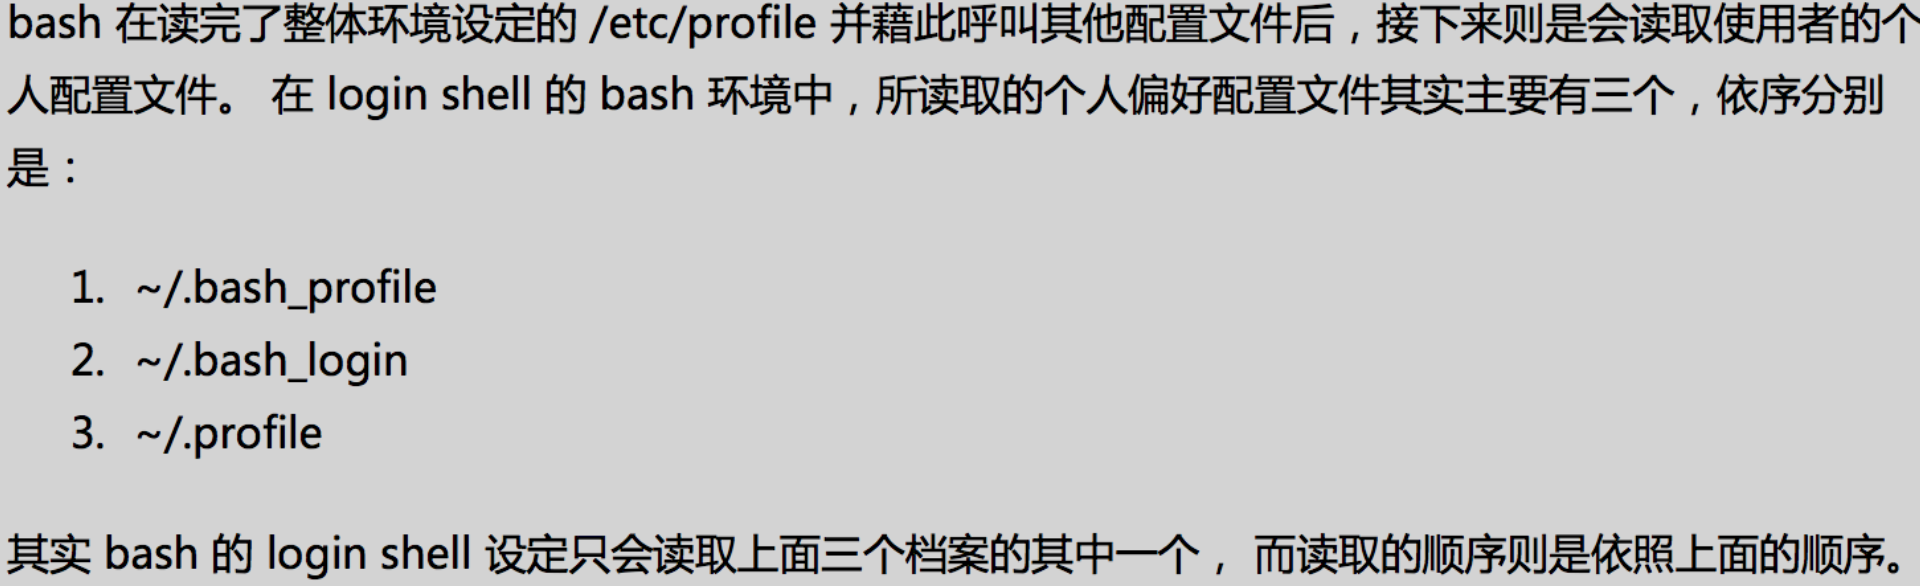 bash 在读完了整体环境设定的 /etc/profile 并藉此呼叫其他配置文件后，接下来则是会读取使用者的个
人配置文件。 在 login shell 的 bash 环境中，所读取的个人偏好配置文件其实主要有三个，依序分别
是：
1. ~/.bash_profile
2. ~/.bash_login
3. ~/.profile
其实 bash 的 login shell 设定只会读取上面三个档案的其中一个， 而读取的顺序则是依照上面的顺序。